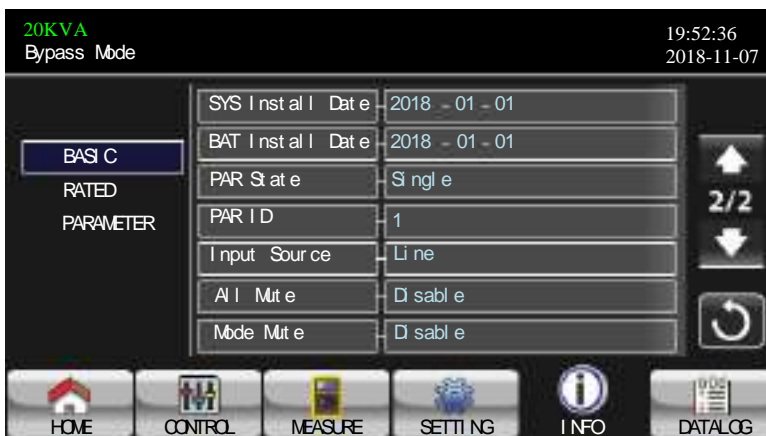 20KVA
19:52:36
Bypass Mode
2018-11-07
SYS Install Date 2018 - 01 - 01
BAT Install Date 2018 - 01 - 01
BASIC
PAR State Single
RATED
2/2
PARAMETER
PAR ID 1
Input Source Line
All Mute Disable
Mode Mute Disable
HOME CONTROL MEASURE SETTING INFO DATALOG